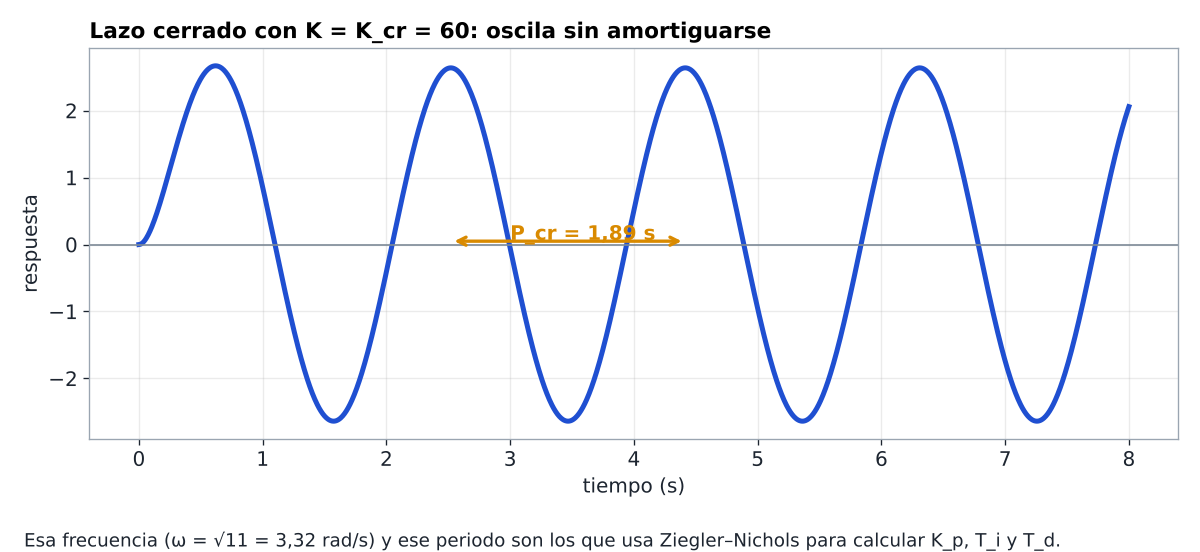 Lazo cerrado con K = K_cr = 60: oscila sin amortiguarse
respuesta
2
1
0
−1
−2
P_cr = 1,89 s
0 1 2 3 4 5 6 7 8
tiempo (s)
Esa frecuencia (ω = √11 = 3,32 rad/s) y ese periodo son los que usa Ziegler–Nichols para calcular K_p, T_i y T_d.